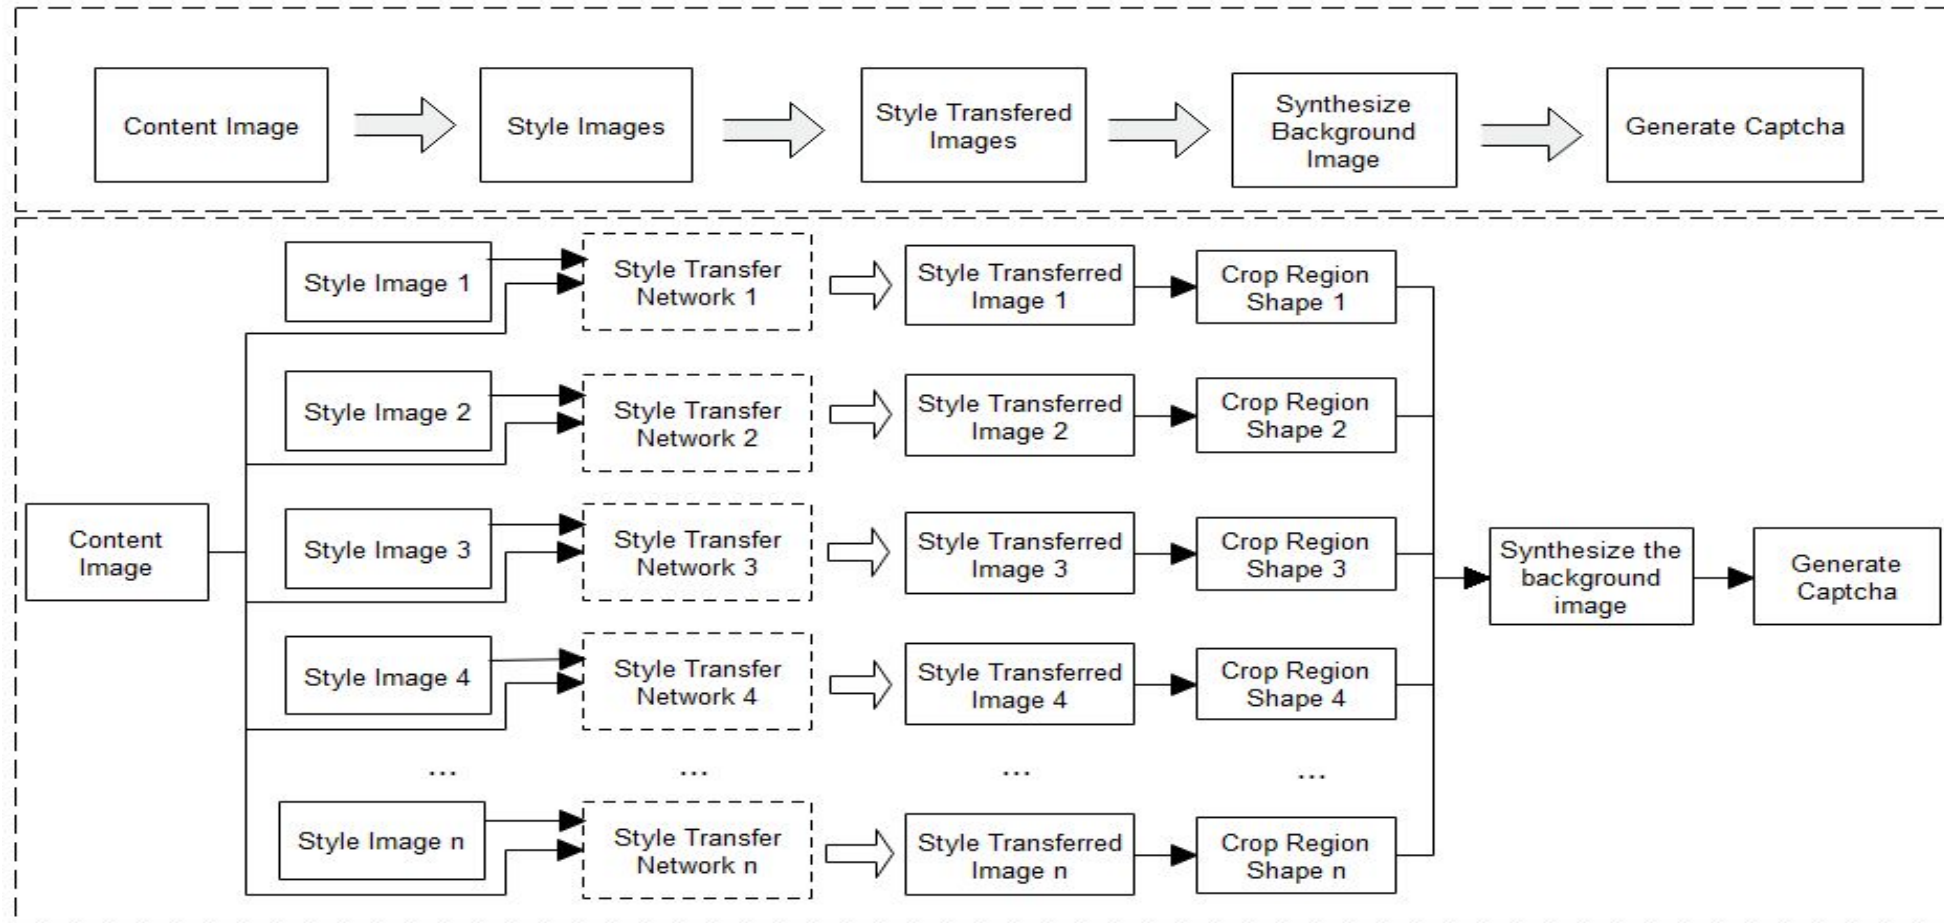 Content Image
Style Images
Style Transfered
Images
Synthesize
Background
Image
Generate Captcha
Style Image 1
Style Transfer
Network 1
Style Transferred
Image 1
Crop Region
Shape 1
Style Image 2
Style Transfer
Network 2
Style Transferred
Image 2
Crop Region
Shape 2
Content
Image
Style Image 3
Style Transfer
Network 3
Style Transferred
Image 3
Crop Region
Shape 3
Synthesize the
background
image
Generate
Captcha
Style Image 4
Style Transfer
Network 4
Style Transferred
Image 4
Crop Region
Shape 4
...
...
...
...
Style Image n
Style Transfer
Network n
Style Transferred
Image n
Crop Region
Shape n